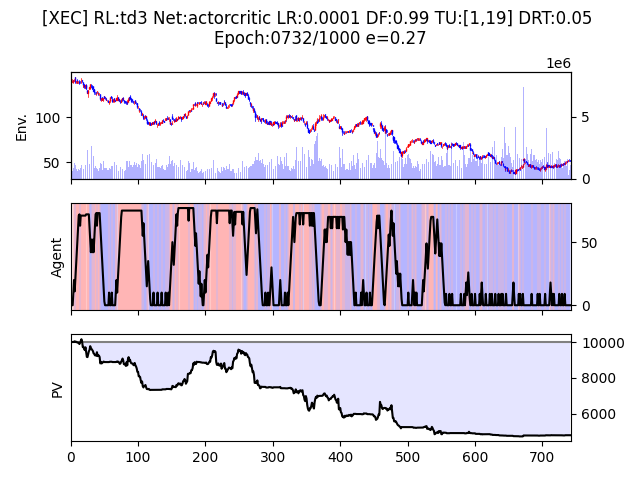 [XEC] RL:td3 Net:actorcritic LR:0.0001 DF:0.99 TU:[1,19] DRT:0.05
Epoch:0732/1000 e=0.27
1e6
Env.
100
50
5
0
Agent
50
0
PV
10000
8000
6000
0 100 200 300 400 500 600 700